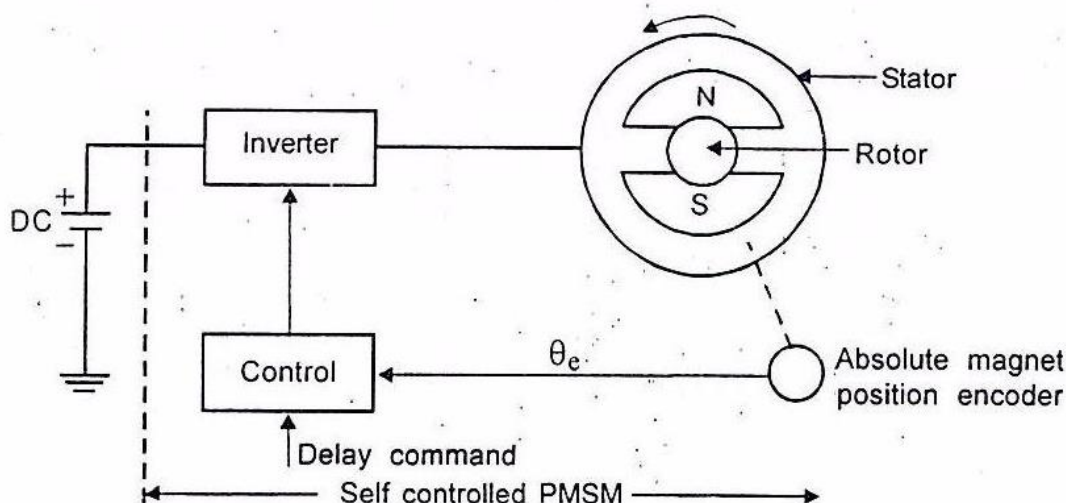 Stator
N
Inverter
Rotor
S
+
DC
−
θe
Control
Absolute magnet
position encoder
Delay command
Self controlled PMSM